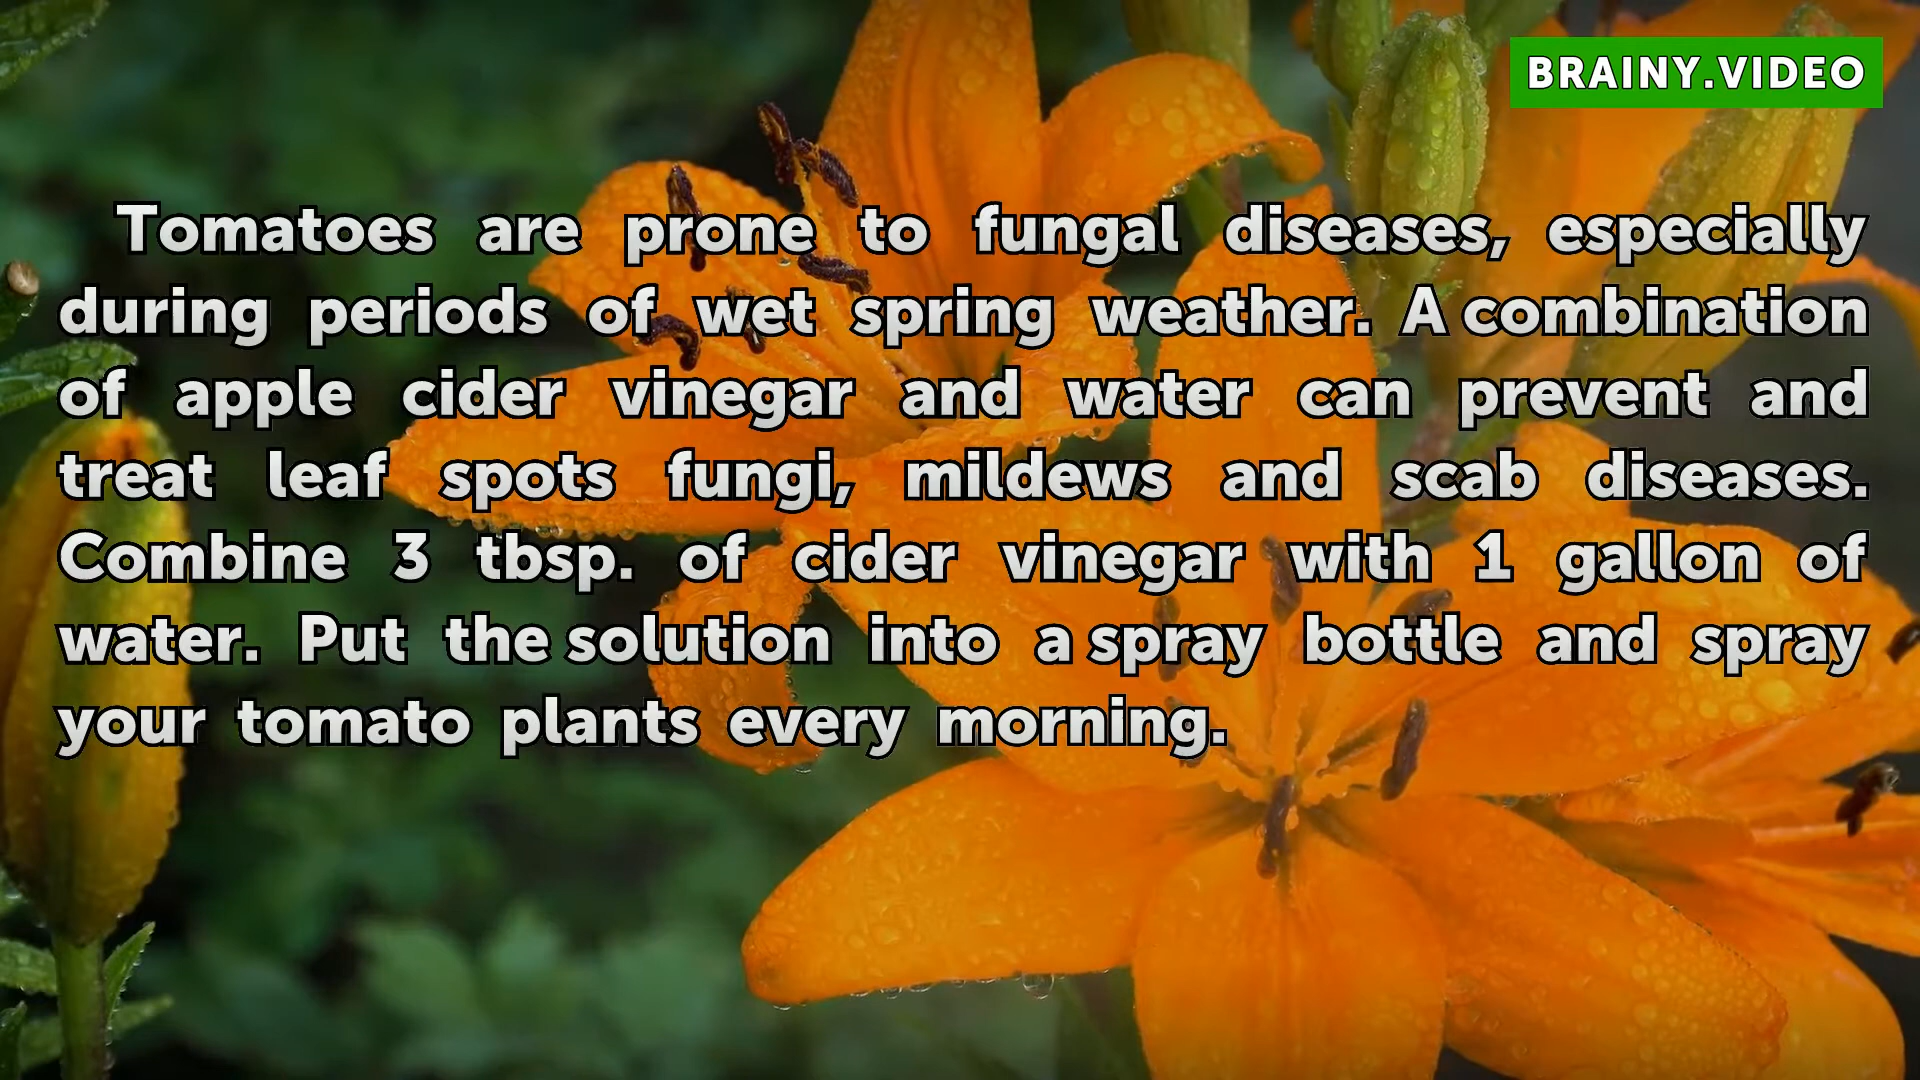 BRAINY.VIDEO
Tomatoes are prone to fungal diseases, especially
during periods of wet spring weather. A combination
of apple cider vinegar and water can prevent and
treat leaf spots fungi, mildews and scab diseases.
Combine 3 tbsp. of cider vinegar with 1 gallon of
water. Put the solution into a spray bottle and spray
your tomato plants every morning.